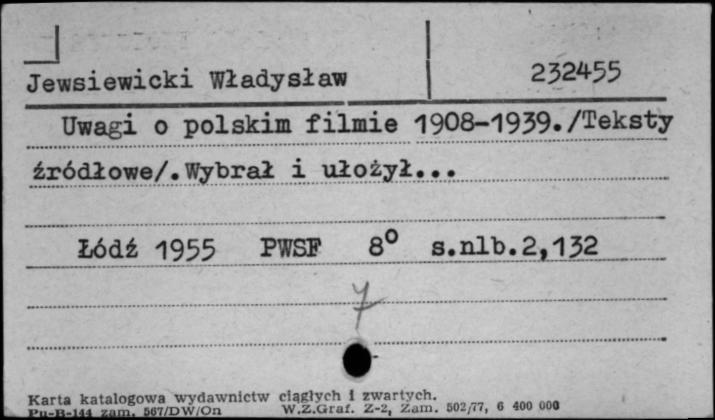 Jewsiewicki Władysław 232455
Uwagi o polskim filmie 1908-1939./Teksty
źródłowe/.Wybrał i ułożył...
Łódź 1955 PWSF 8° s.nlb.2,132
7
Karta katalogowa wydawnictw ciągłych i zwartych.
Pu-B-144 zam. 567/DW/On W.Z.Graf. Z-2, Zam. 502/77, 6 400 000